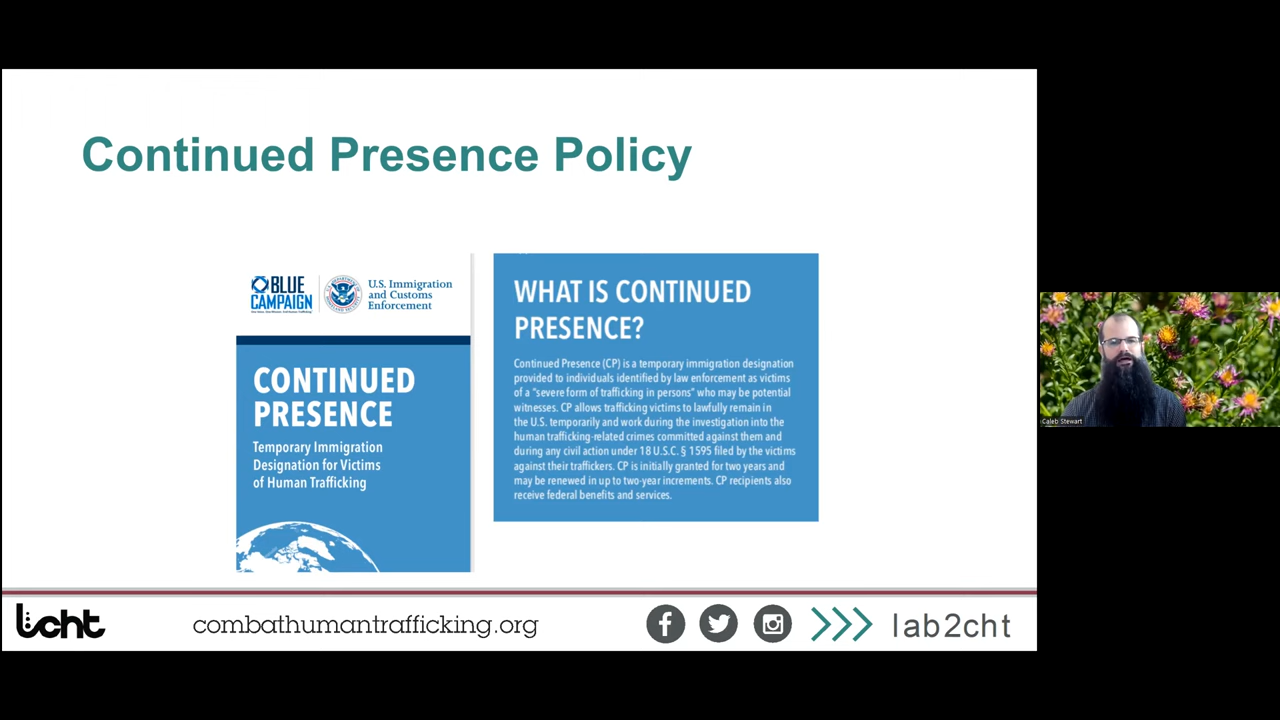 Continued Presence Policy
BLUE
CAMPAIGN
U.S. Immigration
and Customs
Enforcement
CONTINUED
PRESENCE
Temporary Immigration
Designation for Victims
of Human Trafficking
WHAT IS CONTINUED
PRESENCE?
Continued Presence (CP) is a temporary immigration designation
provided to individuals identified by law enforcement as victims
of a “severe form of trafficking in persons” who may be potential
witnesses. CP allows trafficking victims to lawfully remain in
the U.S. temporarily and work during the investigation into the
human trafficking-related crimes committed against them and
during any civil action under 18 U.S.C. § 1595 filed by the victims
against their traffickers. CP is initially granted for two years and
may be renewed in up to two-year increments. CP recipients also
receive federal benefits and services.
Caleb Stewart
lcht
combathumantrafficking.org
lab2cht